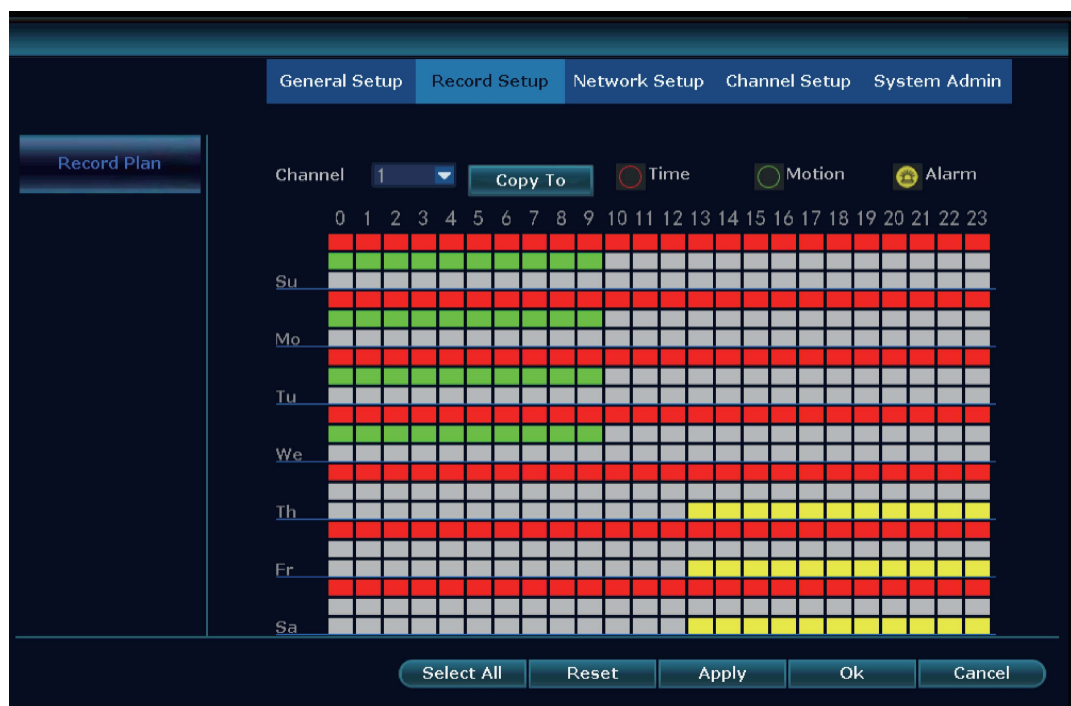 General Setup Record Setup Network Setup Channel Setup System Admin
Record Plan
Channel 1 Copy To Time Motion Alarm
0 1 2 3 4 5 6 7 8 9 10 11 12 13 14 15 16 17 18 19 20 21 22 23
Su
Mo
Tu
We
Th
Fr
Sa
Select All Reset Apply Ok Cancel